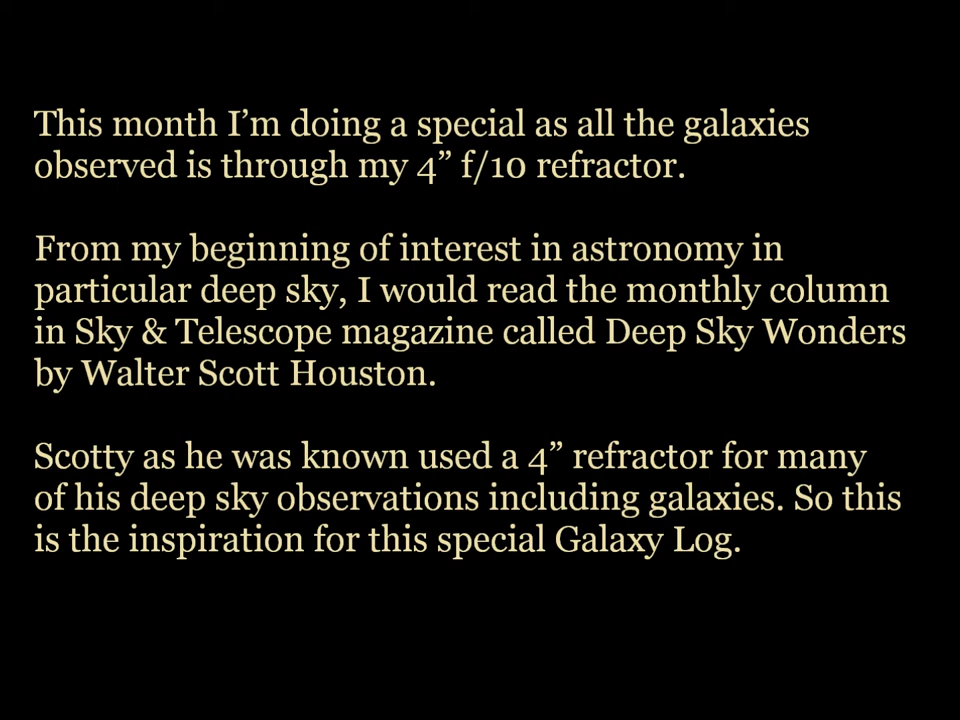 This month I’m doing a special as all the galaxies
observed is through my 4” f/10 refractor.
From my beginning of interest in astronomy in
particular deep sky, I would read the monthly column
in Sky & Telescope magazine called Deep Sky Wonders
by Walter Scott Houston.
Scotty as he was known used a 4” refractor for many
of his deep sky observations including galaxies. So this
is the inspiration for this special Galaxy Log.